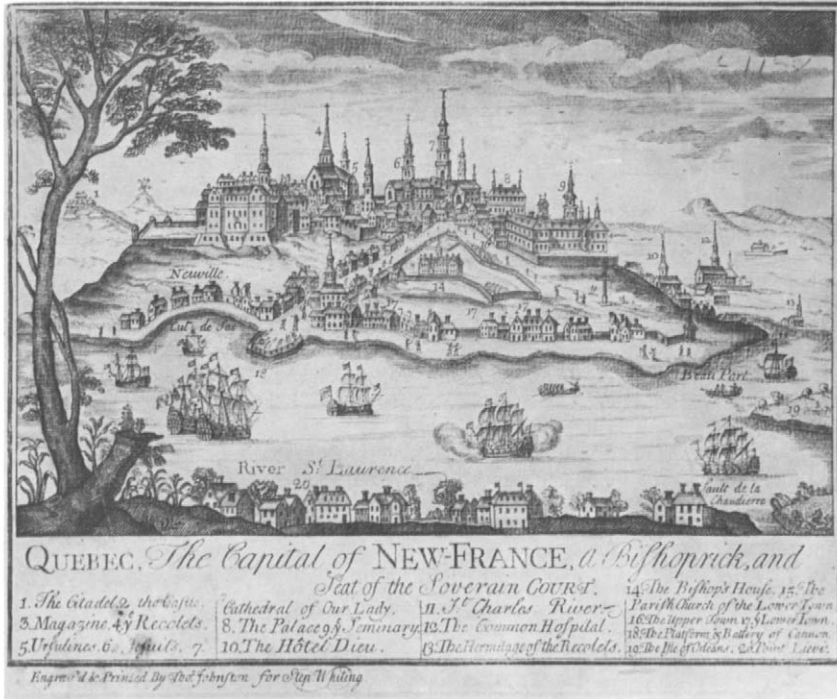 Neuville
Cul de Sac
Beau Port
River St. Laurence
Sault de la
Chaudiere
QUEBEC, The Capital of NEW-FRANCE, a Bishoprick, and
Seat of the Soverain COURT.
1. The Citadel 2 the
3. Magazine. 4 ye Recolets.
5 Ursulines. 6 ye Jesuits, 7.
Cathedral of Our Lady.
8. The Palace 9 ye Seminary.
10. The Hôtel Dieu.
11. St. Charles River
12. The Common Hospital.
13. The Hermitage of the Recolets.
14. The Bishop's House. 15. The
Parish Church of the Lower Town
16. The Upper Town 17. ye Lower Town.
18. The Platform & Battery of Cannon.
19. The Isle of Orleans. 20 Point Lievi.
Engrav'd & Printed By Tho. Johnston for Step Whiting